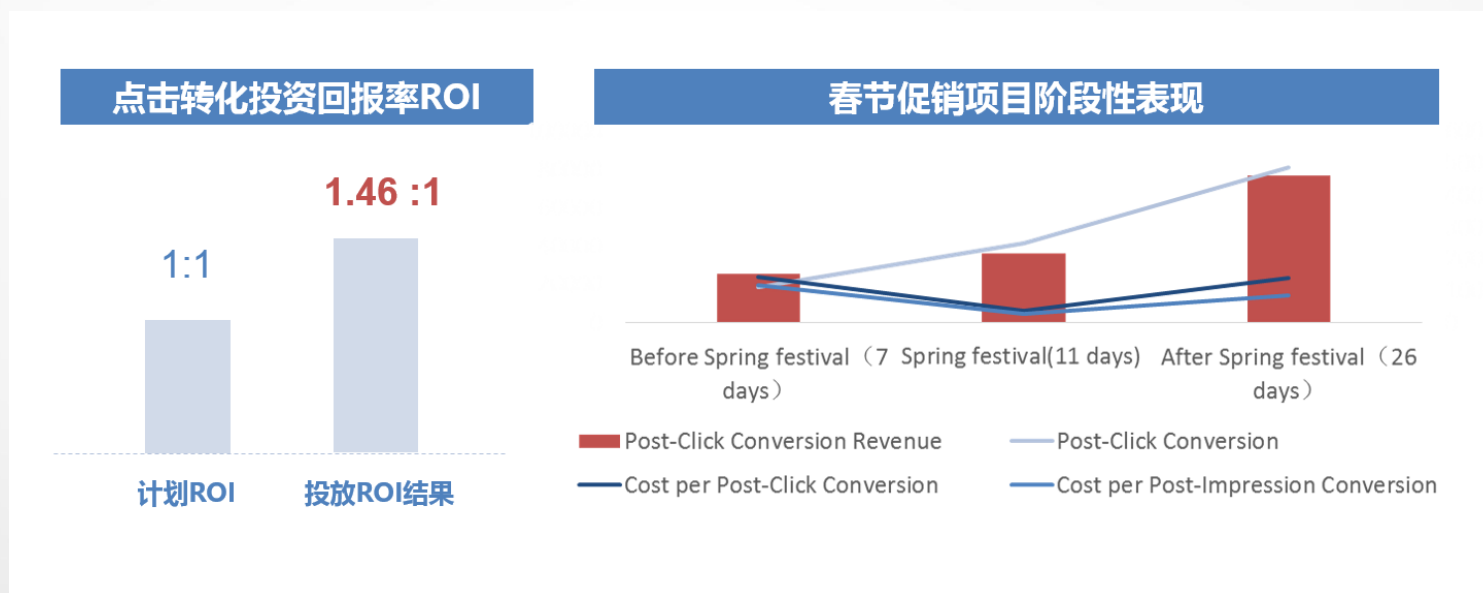 点击转化投资回报率ROI
1.46 :1
1:1
计划ROI
投放ROI结果
春节促销项目阶段性表现
Before Spring festival（7
days）
Spring festival(11 days)
After Spring festival（26
days）
Post-Click Conversion Revenue
Post-Click Conversion
Cost per Post-Click Conversion
Cost per Post-Impression Conversion